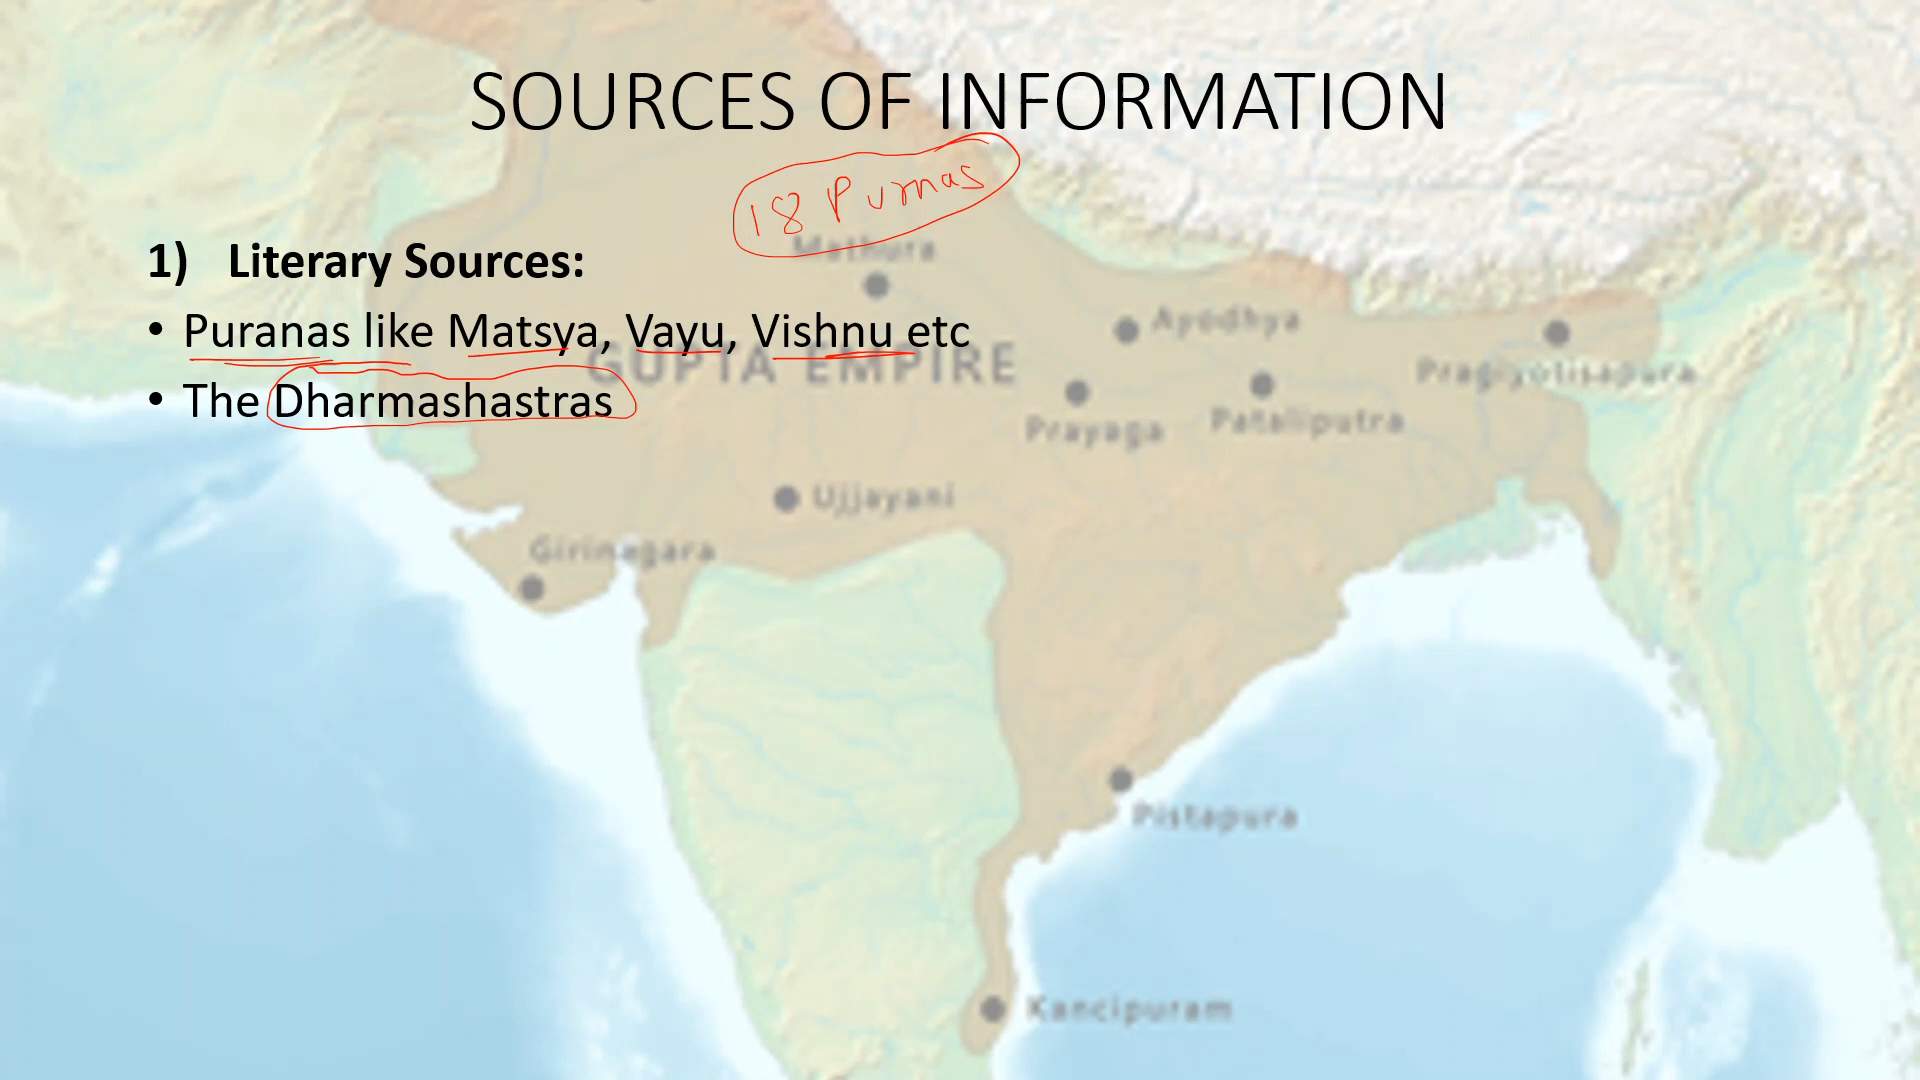 SOURCES OF INFORMATION
18 Purnas
1) Literary Sources:
• Puranas like Matsya, Vayu, Vishnu etc
• The Dharmashastras
Mathura
Ayodhya
GUPTA EMPIRE
Pragiyotisapura
Prayaga
Pataliputra
Ujjayani
Girinagara
Pistapura
Kancipuram